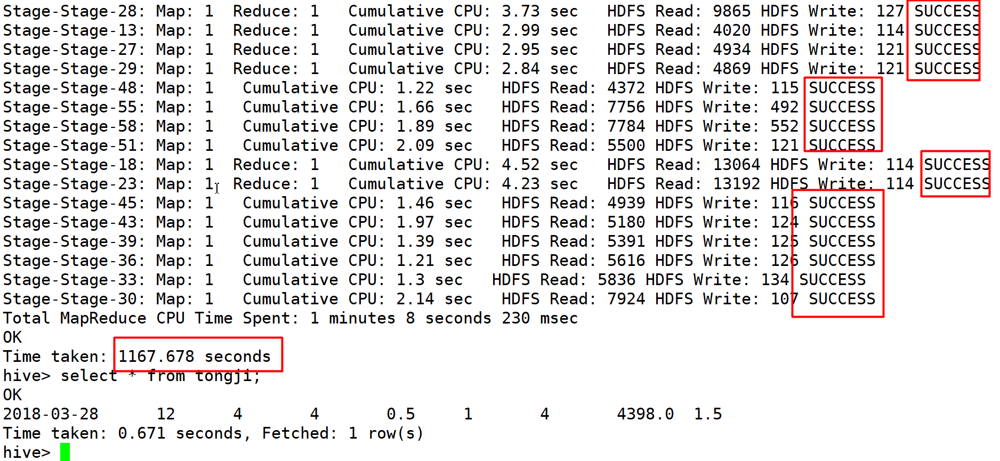 Stage-Stage-28: Map: 1  Reduce: 1   Cumulative CPU: 3.73 sec   HDFS Read: 9865 HDFS Write: 127 SUCCESS
Stage-Stage-13: Map: 1  Reduce: 1   Cumulative CPU: 2.99 sec   HDFS Read: 4020 HDFS Write: 114 SUCCESS
Stage-Stage-27: Map: 1  Reduce: 1   Cumulative CPU: 2.95 sec   HDFS Read: 4934 HDFS Write: 121 SUCCESS
Stage-Stage-29: Map: 1  Reduce: 1   Cumulative CPU: 2.84 sec   HDFS Read: 4869 HDFS Write: 121 SUCCESS
Stage-Stage-48: Map: 1   Cumulative CPU: 1.22 sec   HDFS Read: 4372 HDFS Write: 115 SUCCESS
Stage-Stage-55: Map: 1   Cumulative CPU: 1.66 sec   HDFS Read: 7756 HDFS Write: 492 SUCCESS
Stage-Stage-58: Map: 1   Cumulative CPU: 1.89 sec   HDFS Read: 7784 HDFS Write: 552 SUCCESS
Stage-Stage-51: Map: 1   Cumulative CPU: 2.09 sec   HDFS Read: 5500 HDFS Write: 121 SUCCESS
Stage-Stage-18: Map: 1  Reduce: 1   Cumulative CPU: 4.52 sec   HDFS Read: 13064 HDFS Write: 114 SUCCESS
Stage-Stage-23: Map: 1  Reduce: 1   Cumulative CPU: 4.23 sec   HDFS Read: 13192 HDFS Write: 114 SUCCESS
Stage-Stage-45: Map: 1   Cumulative CPU: 1.46 sec   HDFS Read: 4939 HDFS Write: 116 SUCCESS
Stage-Stage-43: Map: 1   Cumulative CPU: 1.97 sec   HDFS Read: 5180 HDFS Write: 124 SUCCESS
Stage-Stage-39: Map: 1   Cumulative CPU: 1.39 sec   HDFS Read: 5391 HDFS Write: 125 SUCCESS
Stage-Stage-36: Map: 1   Cumulative CPU: 1.21 sec   HDFS Read: 5616 HDFS Write: 126 SUCCESS
Stage-Stage-33: Map: 1   Cumulative CPU: 1.3 sec   HDFS Read: 5836 HDFS Write: 134 SUCCESS
Stage-Stage-30: Map: 1   Cumulative CPU: 2.14 sec   HDFS Read: 7924 HDFS Write: 107 SUCCESS
Total MapReduce CPU Time Spent: 1 minutes 8 seconds 230 msec
OK
Time taken: 1167.678 seconds
hive> select * from tongji;
OK
2018-03-28      12      4       4       0.5     1       4       4398.0  1.5
Time taken: 0.671 seconds, Fetched: 1 row(s)
hive>